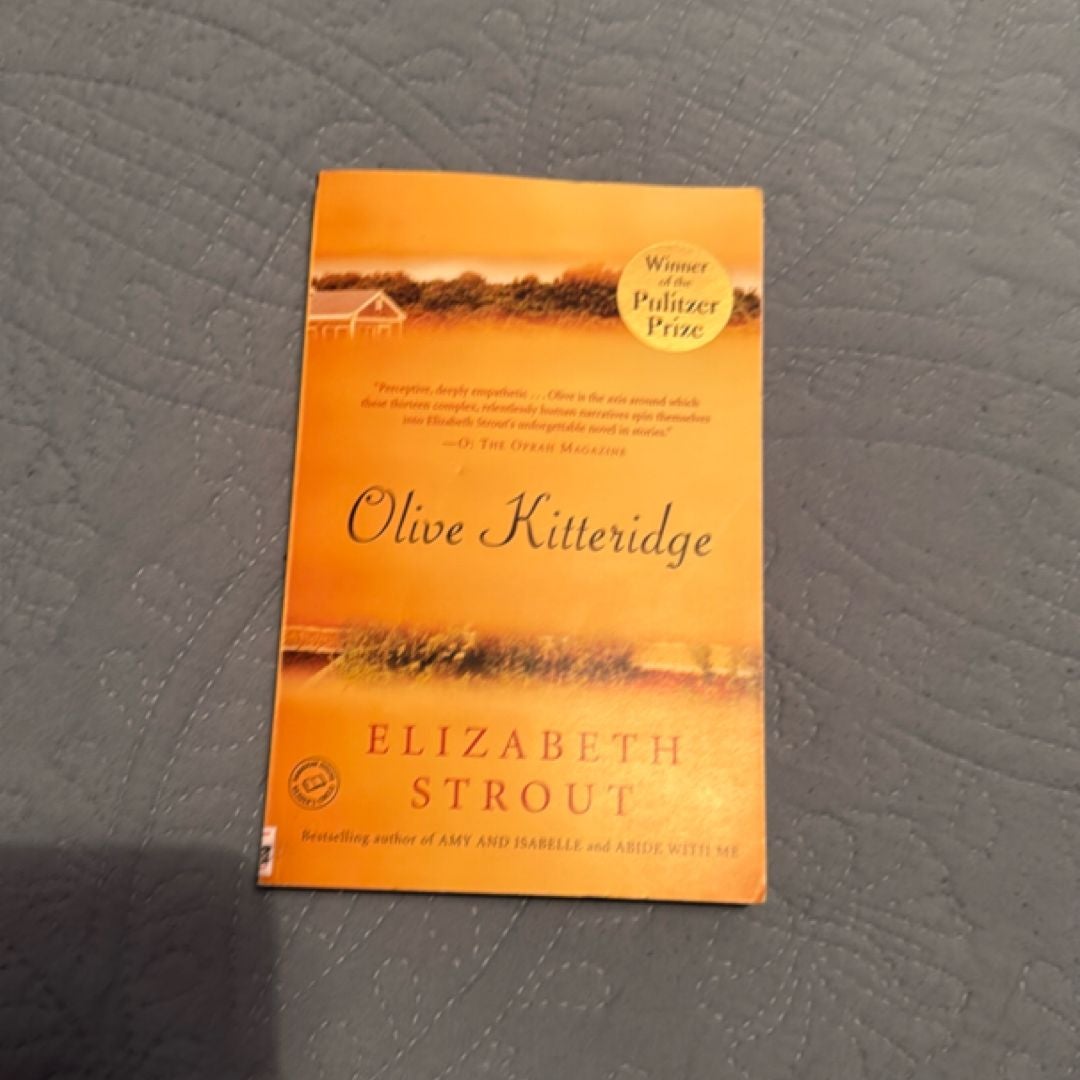 Winner
of the
Pulitzer
Prize
"Perceptive, deeply empathetic . . . Olive is the axis around which
these thirteen complex, relentlessly human narratives spin themselves
into Elizabeth Strout's unforgettable novel in stories."
—O: The Oprah Magazine
Olive Kitteridge
ELIZABETH
STROUT
READER'S CIRCLE
Bestselling author of AMY AND ISABELLE and ABIDE WITH ME